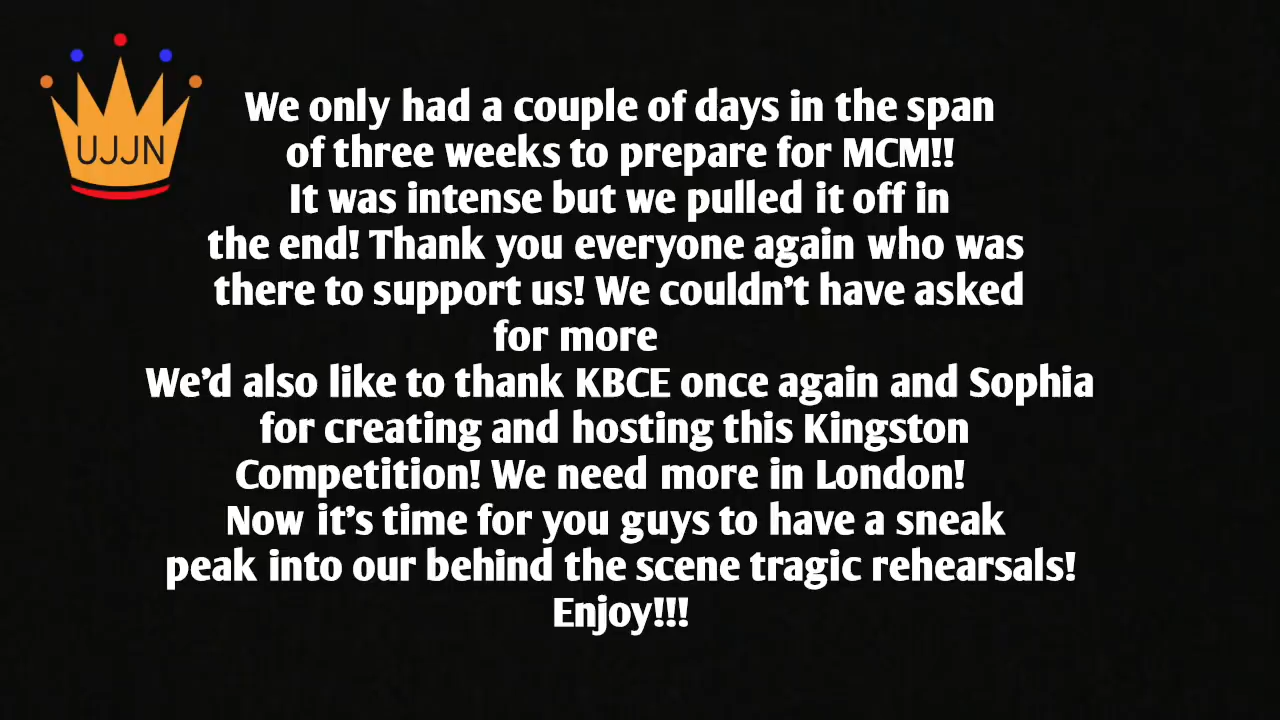 UJJN
We only had a couple of days in the span
of three weeks to prepare for MCM!!
It was intense but we pulled it off in
the end! Thank you everyone again who was
there to support us! We couldn’t have asked
for more
We’d also like to thank KBCE once again and Sophia
for creating and hosting this Kingston
Competition! We need more in London!
Now it’s time for you guys to have a sneak
peak into our behind the scene tragic rehearsals!
Enjoy!!!